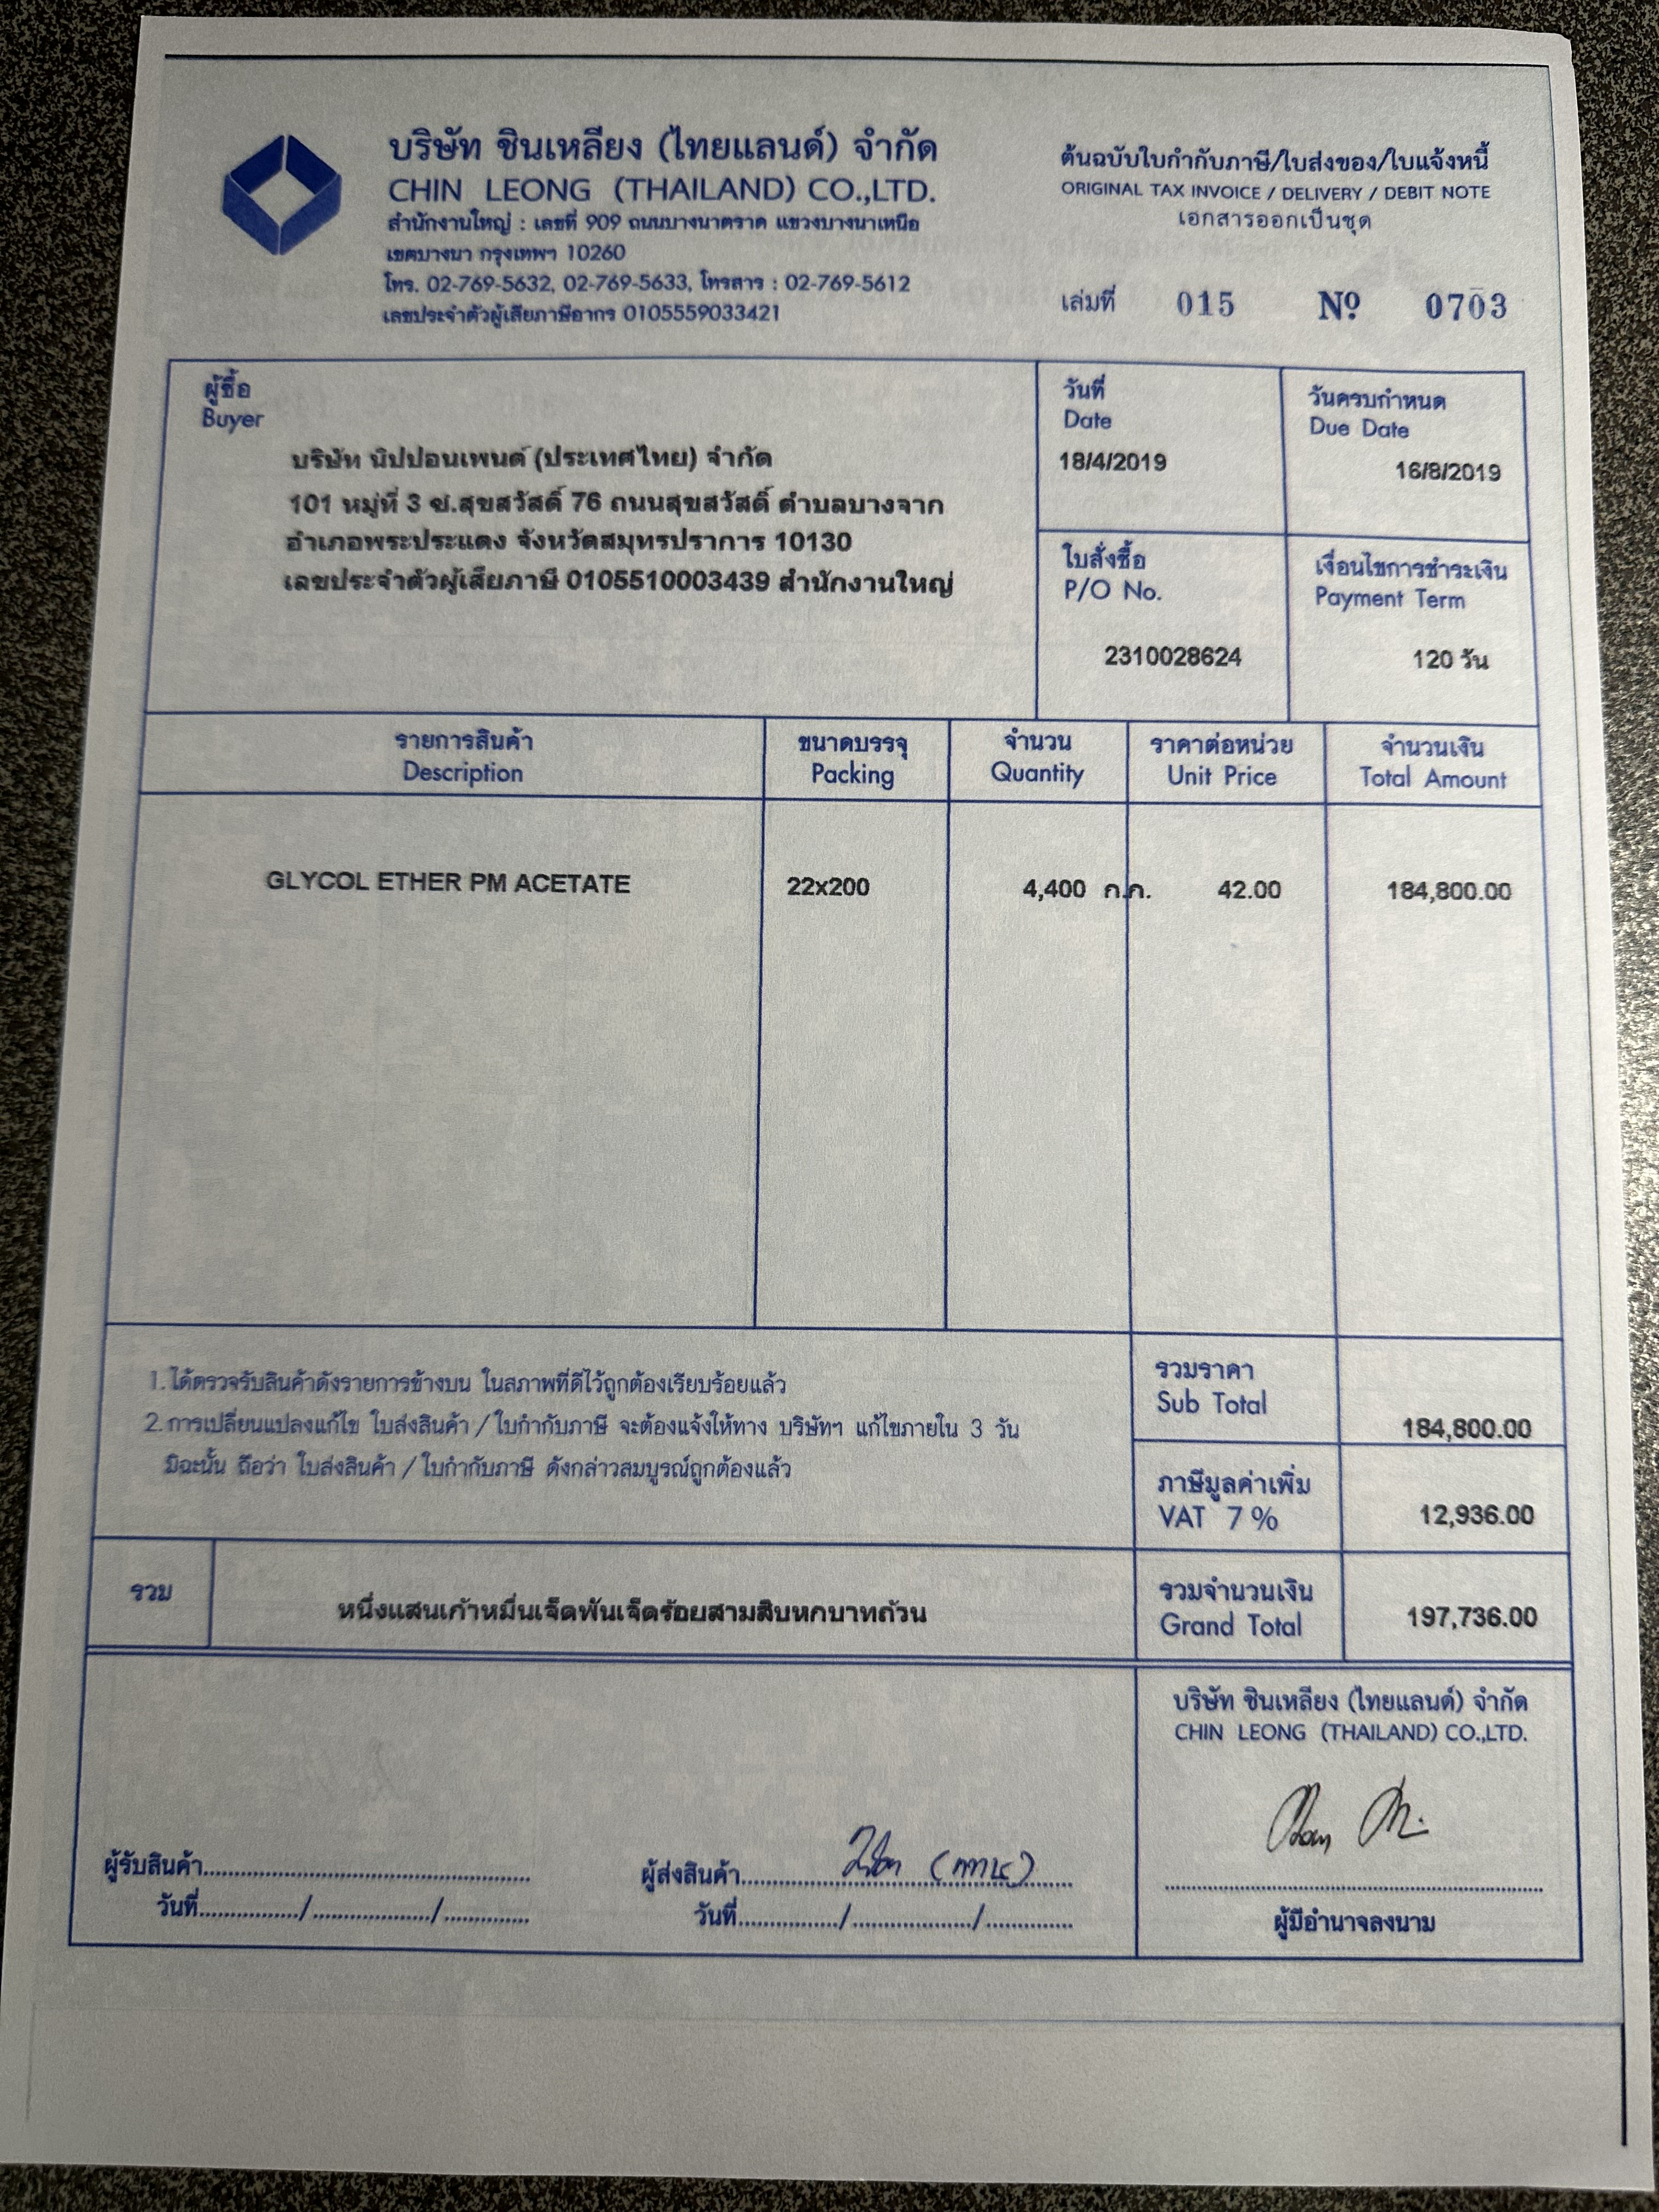 บริษัท ชินเหลียง (ไทยแลนด์) จำกัด
CHIN LEONG (THAILAND) CO.,LTD.
สำนักงานใหญ่ : เลขที่ 909 ถนนบางนาตราด แขวงบางนาเหนือ
เขตบางนา กรุงเทพฯ 10260
โทร. 02-769-5632, 02-769-5633, โทรสาร : 02-769-5612
เลขประจำตัวผู้เสียภาษีอากร 0105559033421
ต้นฉบับใบกำกับภาษี/ใบส่งของ/ใบแจ้งหนี้
ORIGINAL TAX INVOICE / DELIVERY / DEBIT NOTE
เอกสารออกเป็นชุด
เล่มที่ 015 Nº 0703
ผู้ซื้อ
Buyer
บริษัท นิปปอนเพนต์ (ประเทศไทย) จำกัด
101 หมู่ที่ 3 ซ.สุขสวัสดิ์ 76 ถนนสุขสวัสดิ์ ตำบลบางจาก
อำเภอพระประแดง จังหวัดสมุทรปราการ 10130
เลขประจำตัวผู้เสียภาษี 0105510003439 สำนักงานใหญ่
วันที่
Date
18/4/2019
วันครบกำหนด
Due Date
16/8/2019
ใบสั่งซื้อ
P/O No.
2310028624
เงื่อนไขการชำระเงิน
Payment Term
120 วัน
รายการสินค้า ขนาดบรรจุ จำนวน ราคาต่อหน่วย จำนวนเงิน
Description Packing Quantity Unit Price Total Amount
GLYCOL ETHER PM ACETATE 22x200 4,400 ก.ก. 42.00 184,800.00
1.ได้ตรวจรับสินค้าดังรายการข้างบน ในสภาพที่ดีไว้ถูกต้องเรียบร้อยแล้ว
2.การเปลี่ยนแปลงแก้ไข ใบส่งสินค้า / ใบกำกับภาษี จะต้องแจ้งให้ทาง บริษัทฯ แก้ไขภายใน 3 วัน
มิฉะนั้น ถือว่า ใบส่งสินค้า / ใบกำกับภาษี ดังกล่าวสมบูรณ์ถูกต้องแล้ว
รวมราคา
Sub Total
184,800.00
ภาษีมูลค่าเพิ่ม
VAT 7 %
12,936.00
รวม
หนึ่งแสนเก้าหมื่นเจ็ดพันเจ็ดร้อยสามสิบหกบาทถ้วน
รวมจำนวนเงิน
Grand Total
197,736.00
บริษัท ชินเหลียง (ไทยแลนด์) จำกัด
CHIN LEONG (THAILAND) CO.,LTD.
ผู้รับสินค้า
วันที่ / /
ผู้ส่งสินค้า
วันที่ / /
ผู้มีอำนาจลงนาม